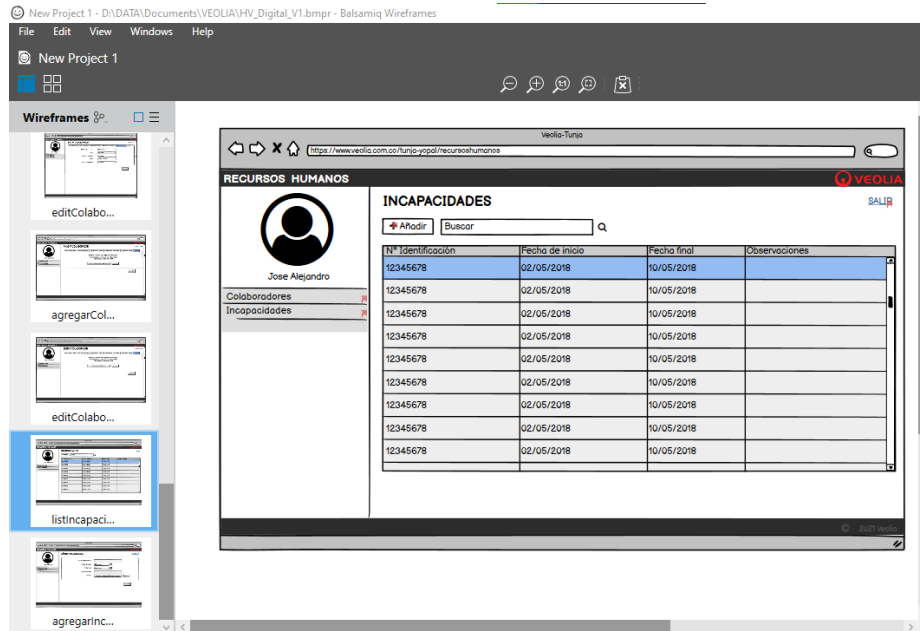 New Project 1 - D:\DATA\Documents\VEOLIA\HV_Digital_V1.bmpr - Balsamiq Wireframes
File Edit View Windows Help
New Project 1
1:1
Wireframes
editColabo...
agregarCol...
editColabo...
listIncapaci...
agregarInc...
Veolia-Tunja
https://www.veolia.com.co/tunja-yopal/recursoshumanos
RECURSOS HUMANOS
VEOLIA
Jose Alejandro
Colaboradores
Incapacidades
INCAPACIDADES
SALIR
Añadir Buscar
Nº Identificación Fecha de inicio Fecha final Observaciones
12345678 02/05/2018 10/05/2018
12345678 02/05/2018 10/05/2018
12345678 02/05/2018 10/05/2018
12345678 02/05/2018 10/05/2018
12345678 02/05/2018 10/05/2018
12345678 02/05/2018 10/05/2018
12345678 02/05/2018 10/05/2018
12345678 02/05/2018 10/05/2018
12345678 02/05/2018 10/05/2018
© 2021 Veolia